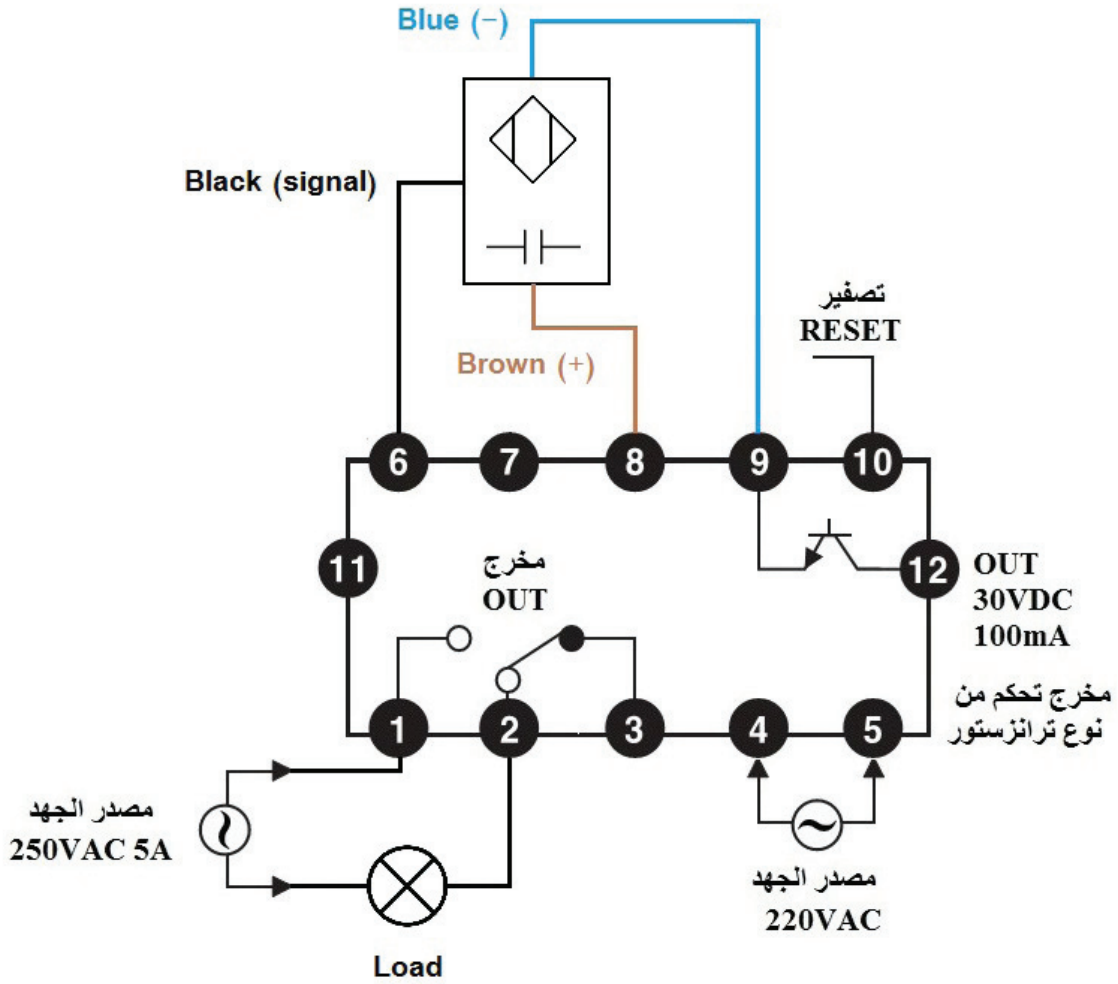 Blue (−)
Black (signal)
Brown (+)
تصفير
RESET
6
7
8
9
10
11
مخرج
OUT
12
OUT
30VDC
100mA
مخرج تحكم من
نوع ترانزستور
1
2
3
4
5
مصدر الجهد
250VAC 5A
مصدر الجهد
220VAC
Load